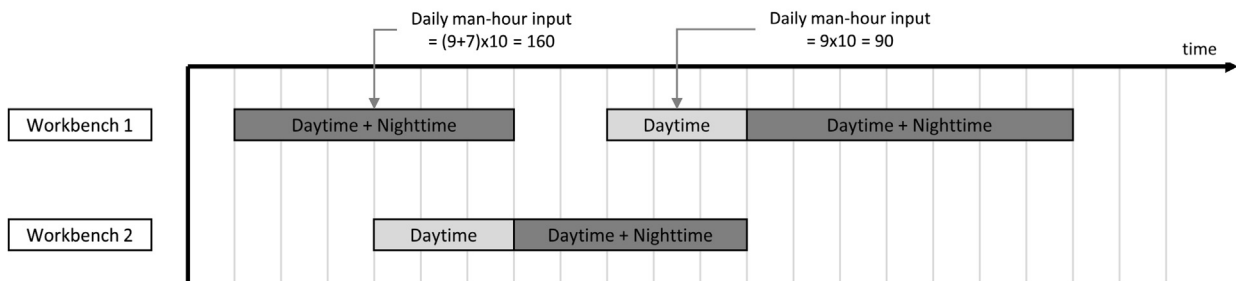 Daily man-hour input
= (9+7)x10 = 160
Daily man-hour input
= 9x10 = 90
time
Workbench 1
Daytime + Nighttime
Daytime
Daytime + Nighttime
Workbench 2
Daytime
Daytime + Nighttime